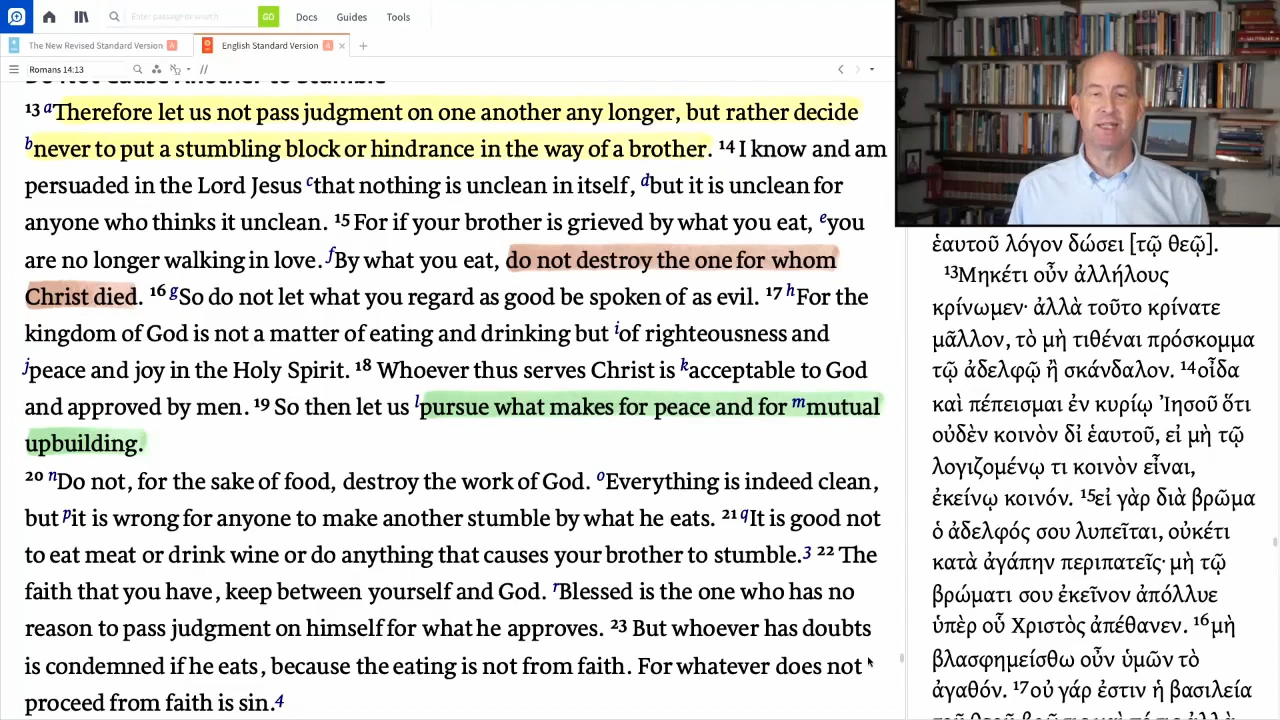 Enter passage or search
GO
Docs
Guides
Tools
The New Revised Standard Version A
English Standard Version A
Romans 14:13
Do Not Cause Another to Stumble
13 a Therefore let us not pass judgment on one another any longer, but rather decide
b never to put a stumbling block or hindrance in the way of a brother. 14 I know and am
persuaded in the Lord Jesus c that nothing is unclean in itself, d but it is unclean for
anyone who thinks it unclean. 15 For if your brother is grieved by what you eat, e you
are no longer walking in love. f By what you eat, do not destroy the one for whom
Christ died. 16 g So do not let what you regard as good be spoken of as evil. 17 h For the
kingdom of God is not a matter of eating and drinking but i of righteousness and
j peace and joy in the Holy Spirit. 18 Whoever thus serves Christ is k acceptable to God
and approved by men. 19 So then let us l pursue what makes for peace and for m mutual
upbuilding.
20 n Do not, for the sake of food, destroy the work of God. o Everything is indeed clean,
but p it is wrong for anyone to make another stumble by what he eats. 21 q It is good not
to eat meat or drink wine or do anything that causes your brother to stumble. 3 22 The
faith that you have, keep between yourself and God. r Blessed is the one who has no
reason to pass judgment on himself for what he approves. 23 But whoever has doubts
is condemned if he eats, because the eating is not from faith. For whatever does not
proceed from faith is sin. 4
ἑαυτοῦ λόγον δώσει [τῷ θεῷ].
13 Μηκέτι οὖν ἀλλήλους
κρίνωμεν· ἀλλὰ τοῦτο κρίνατε
μᾶλλον, τὸ μὴ τιθέναι πρόσκομμα
τῷ ἀδελφῷ ἢ σκάνδαλον. 14 οἶδα
καὶ πέπεισμαι ἐν κυρίῳ Ἰησοῦ ὅτι
οὐδὲν κοινὸν δι᾽ ἑαυτοῦ, εἰ μὴ τῷ
λογιζομένῳ τι κοινὸν εἶναι,
ἐκείνῳ κοινόν. 15 εἰ γὰρ διὰ βρῶμα
ὁ ἀδελφός σου λυπεῖται, οὐκέτι
κατὰ ἀγάπην περιπατεῖς· μὴ τῷ
βρώματί σου ἐκεῖνον ἀπόλλυε
ὑπὲρ οὗ Χριστὸς ἀπέθανεν. 16 μὴ
βλασφημείσθω οὖν ὑμῶν τὸ
ἀγαθόν. 17 οὐ γάρ ἐστιν ἡ βασιλεία